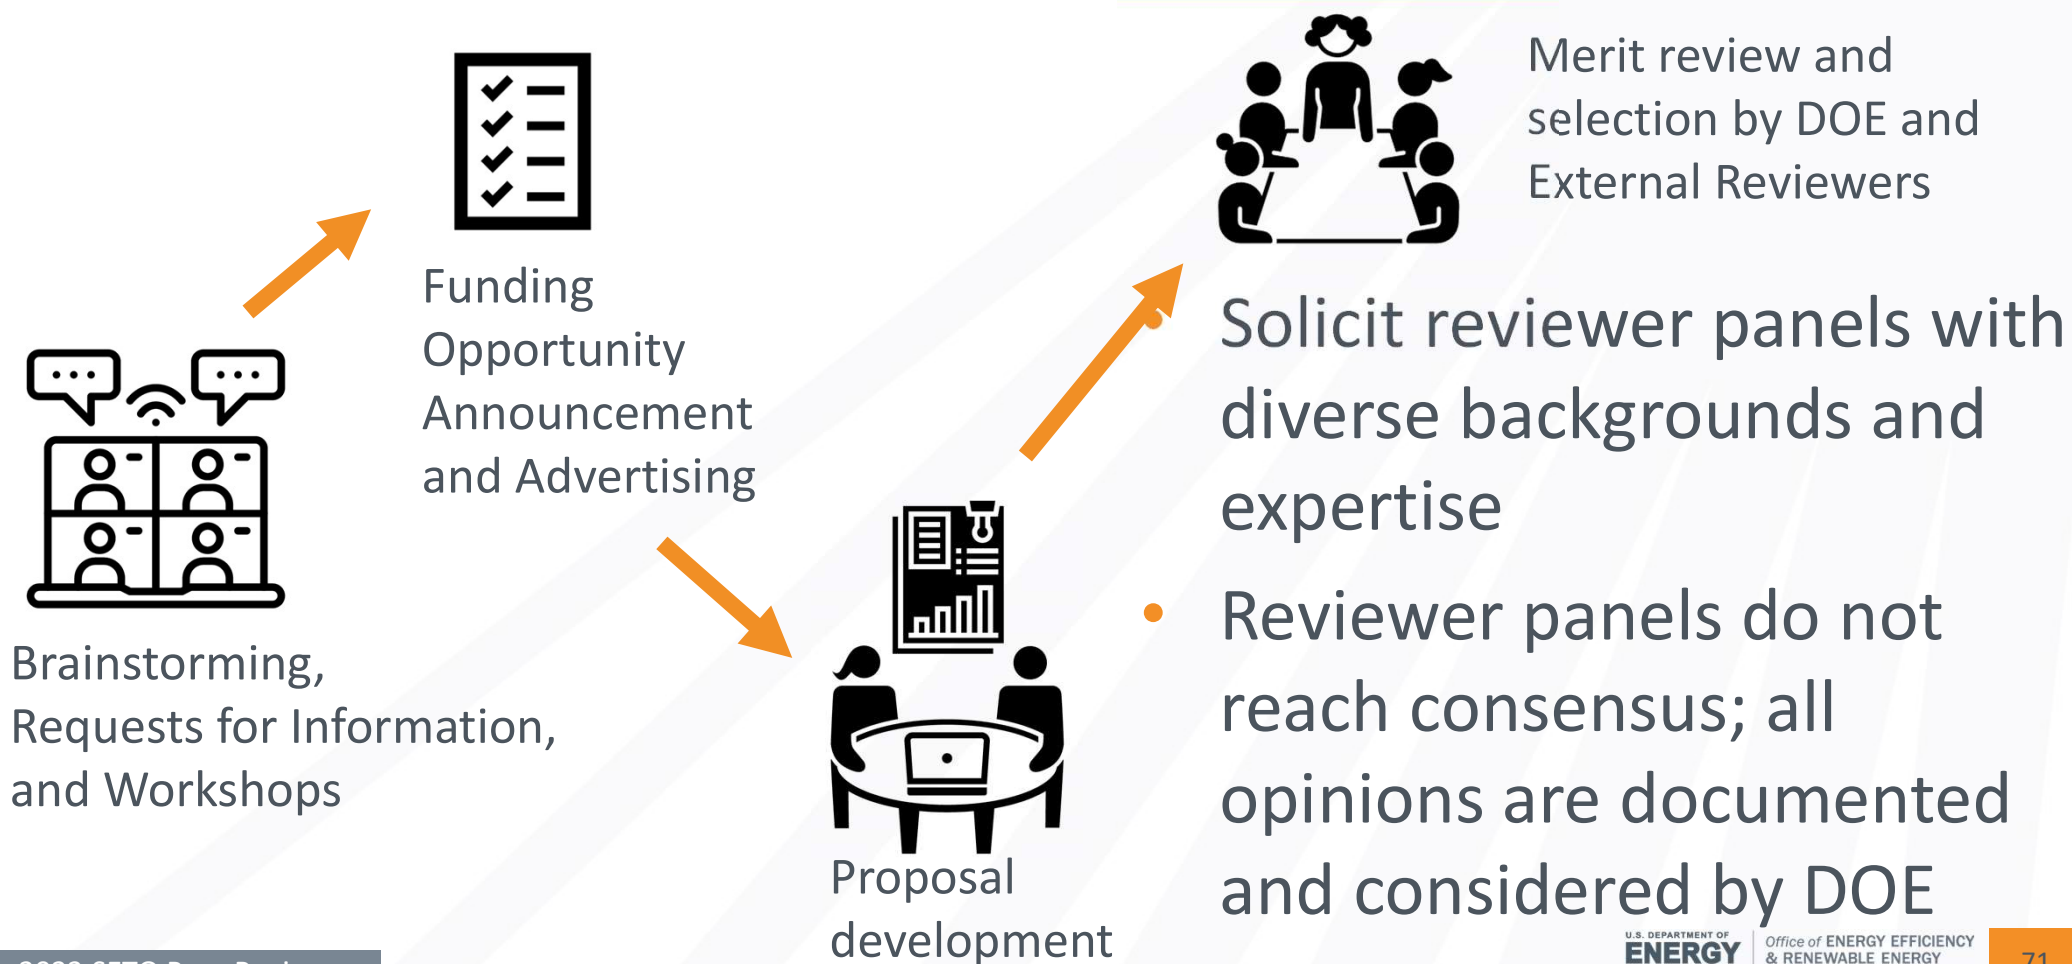 Merit review and
selection by DOE and
External Reviewers
Funding
Opportunity
Announcement
and Advertising
Brainstorming,
Requests for Information,
and Workshops
Proposal
development
Solicit reviewer panels with
diverse backgrounds and
expertise
• Reviewer panels do not
reach consensus; all
opinions are documented
and considered by DOE
U.S. DEPARTMENT OF
ENERGY
Office of ENERGY EFFICIENCY
& RENEWABLE ENERGY
71